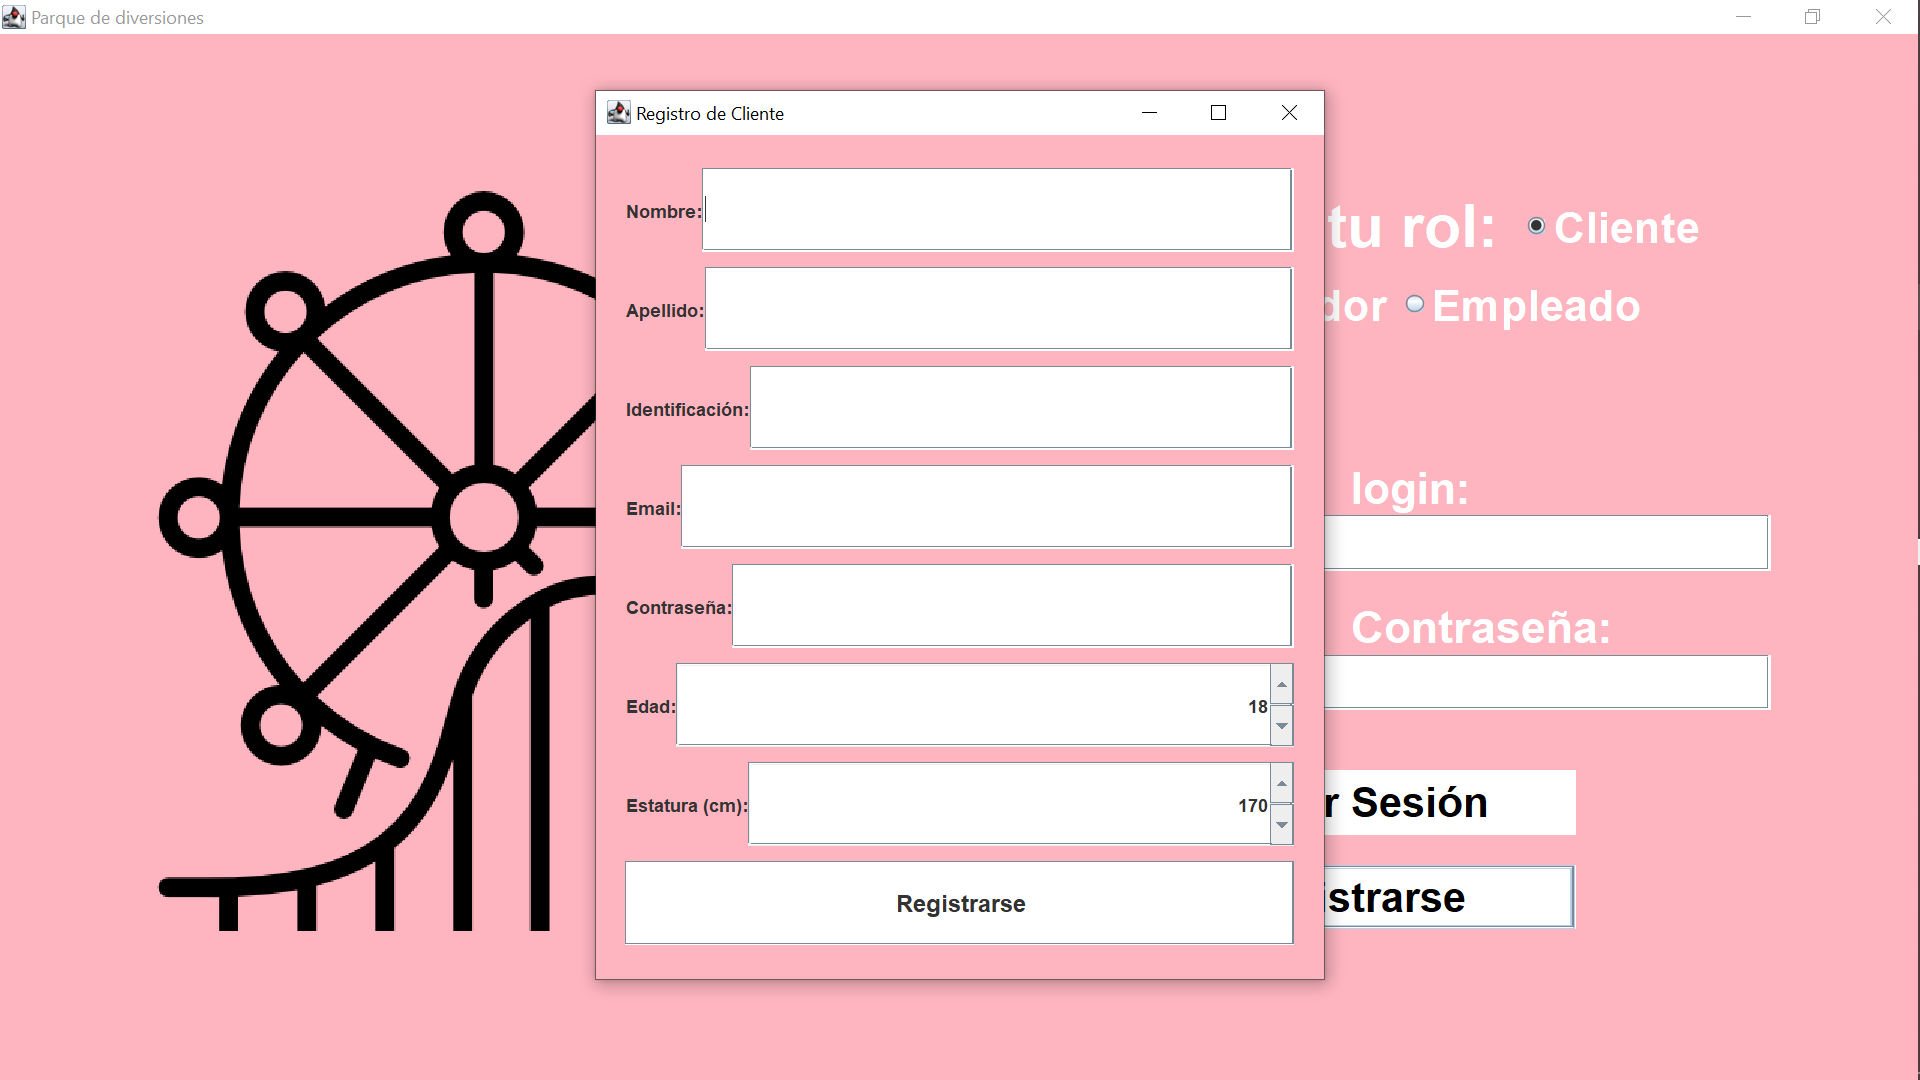 Parque de diversiones
Registro de Cliente
Nombre:
Apellido:
Identificación:
Email:
Contraseña:
Edad: 18
Estatura (cm): 170
Registrarse
tu rol: Cliente
dor Empleado
login:
Contraseña:
r Sesión
istrarse